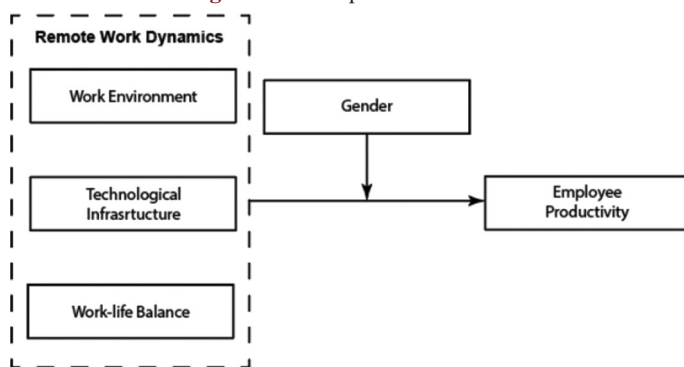 Remote Work Dynamics
Work Environment
Gender
Technological
Infrasrtucture
Employee
Productivity
Work-life Balance